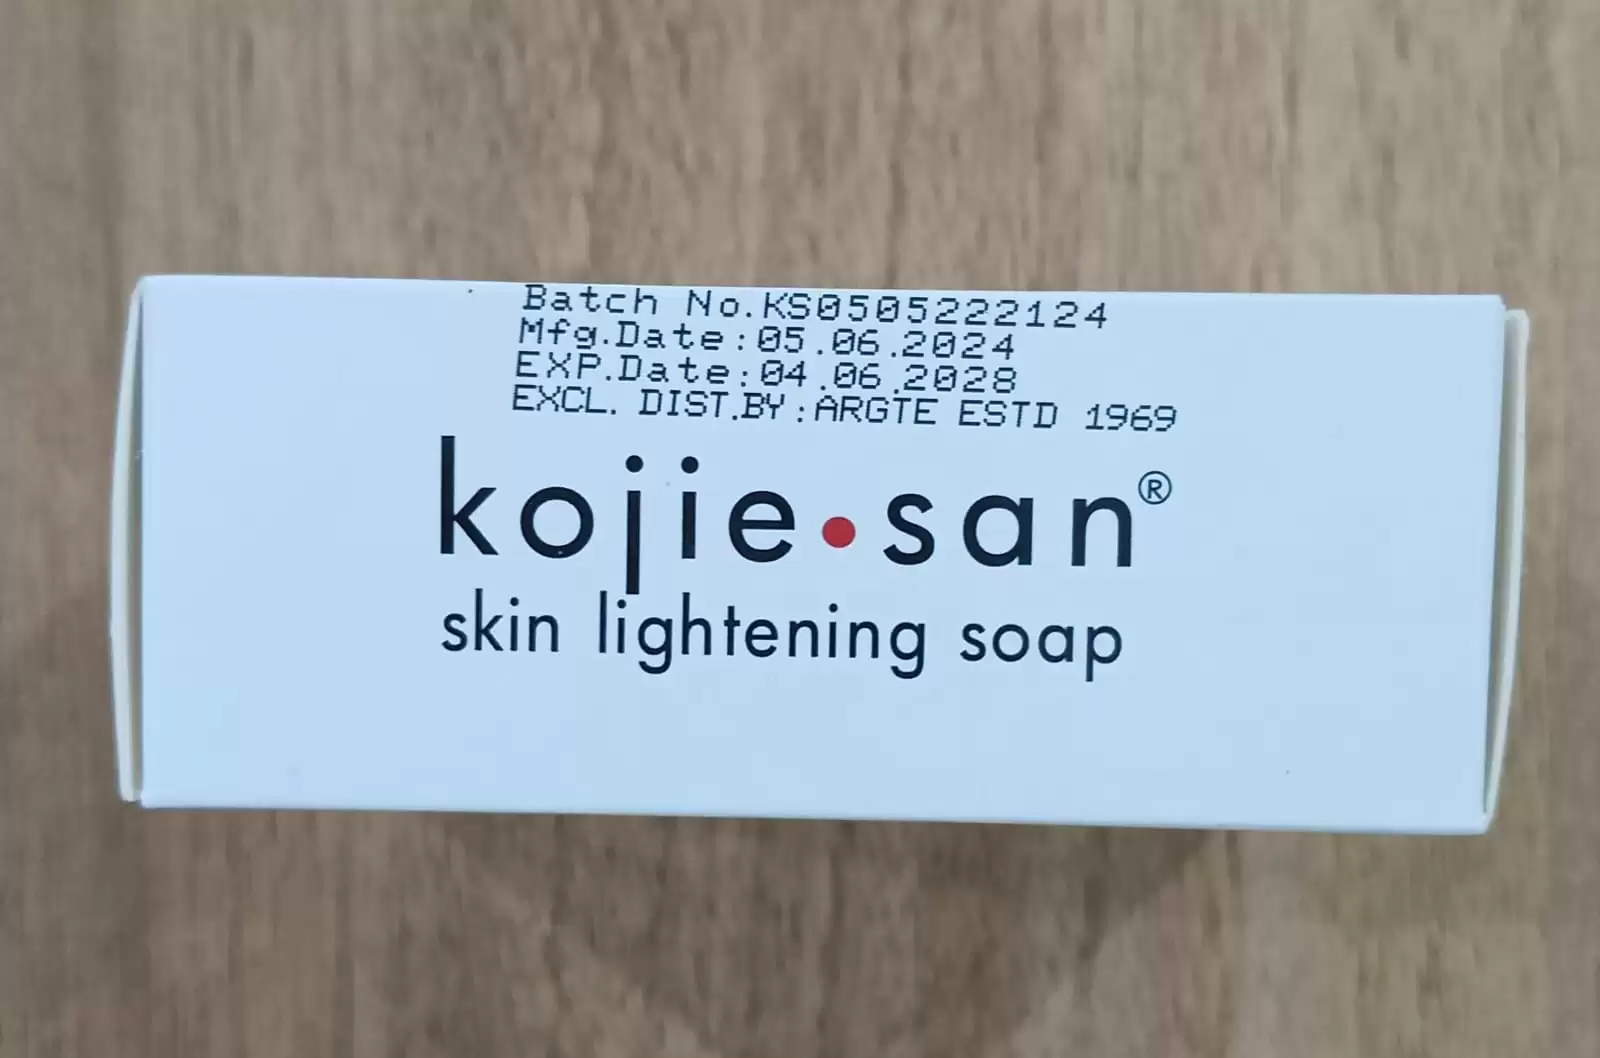 Batch No.KS0505222124
Mfg.Date:05.06.2024
EXP.Date:04.06.2028
EXCL. DIST.BY:ARGTE ESTD 1969
kojie•san®
skin lightening soap